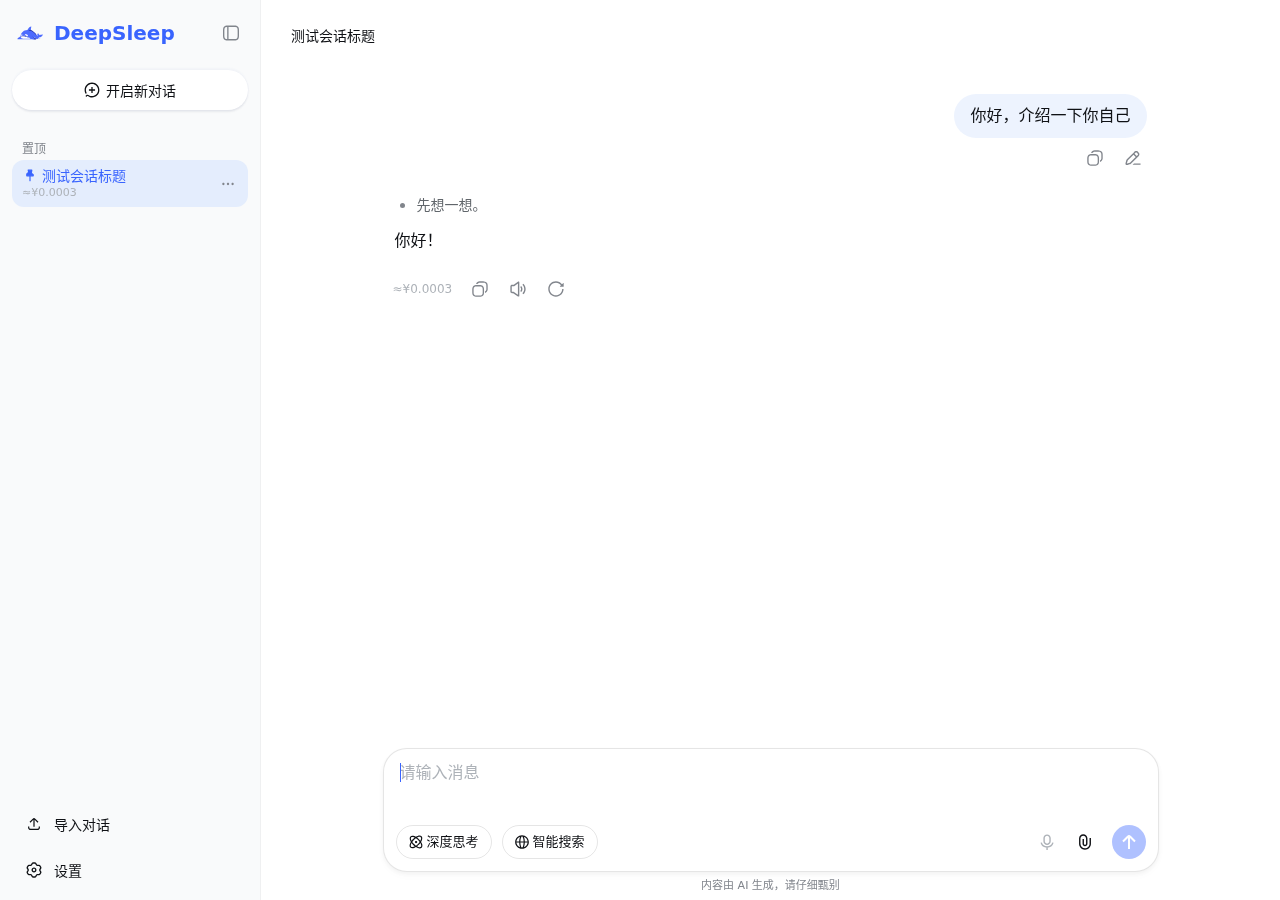 DeepSleep
开启新对话
置顶
测试会话标题
≈¥0.0003
导入对话
设置
测试会话标题
你好，介绍一下你自己
先想一想。
你好！
≈¥0.0003
请输入消息
深度思考
智能搜索
内容由 AI 生成，请仔细甄别